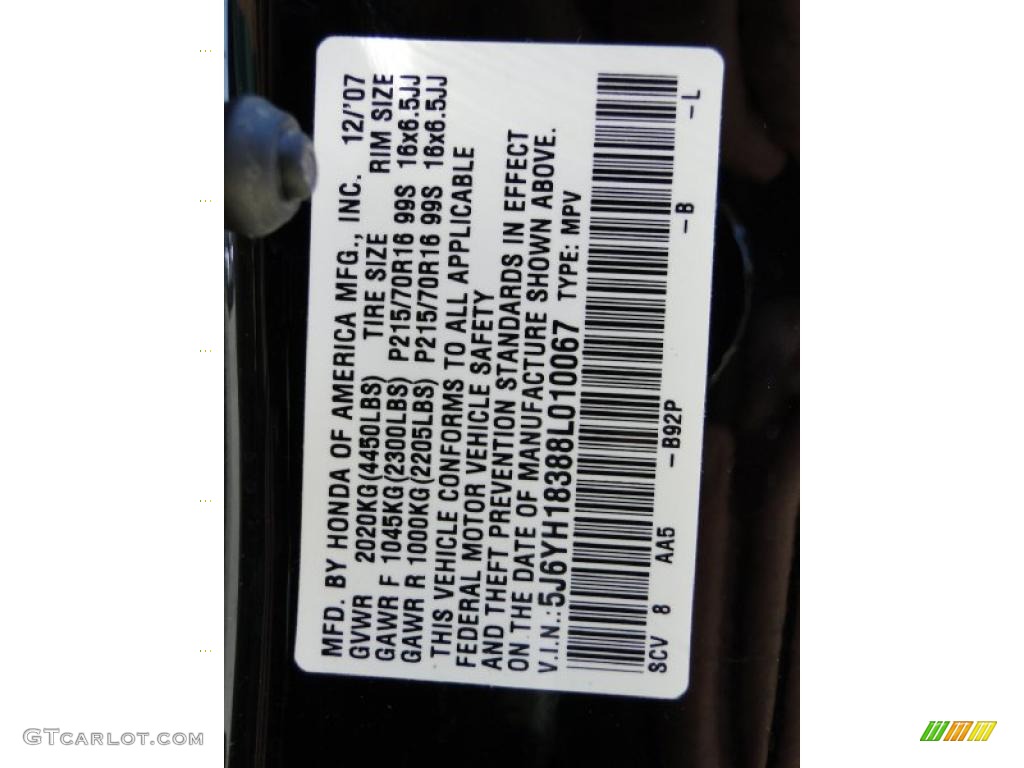 MFD. BY HONDA OF AMERICA MFG., INC. 12/'07
GVWR 2020KG(4450LBS) TIRE SIZE RIM SIZE
GAWR F 1045KG(2300LBS) P215/70R16 99S 16x6.5JJ
GAWR R 1000KG(2205LBS) P215/70R16 99S 16x6.5JJ
THIS VEHICLE CONFORMS TO ALL APPLICABLE
FEDERAL MOTOR VEHICLE SAFETY
AND THEFT PREVENTION STANDARDS IN EFFECT
ON THE DATE OF MANUFACTURE SHOWN ABOVE.
V.I.N.: 5J6YH18388L010067 TYPE: MPV
SCV 8 AA5 -B92P -B -L
GTCARLOT.COM